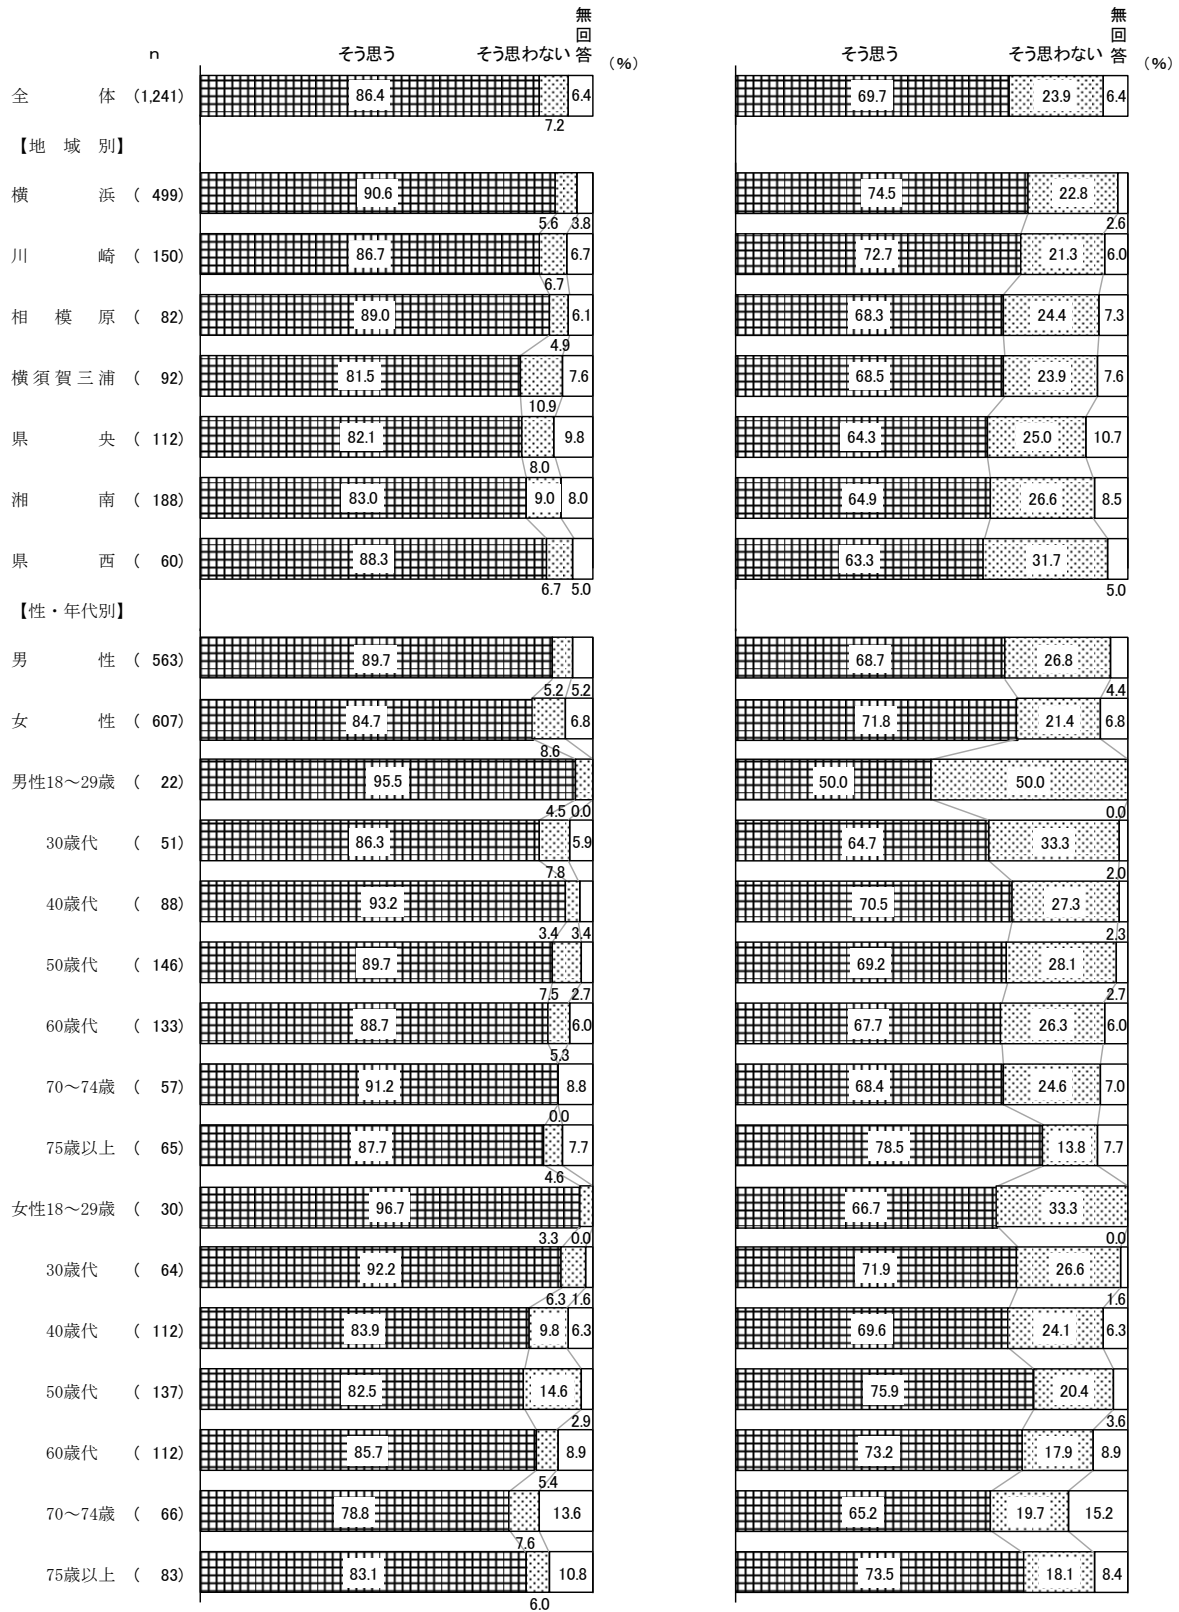 無回答 無回答
n そう思う そう思わない (%) そう思う そう思わない (%)
全体 (1,241) 86.4 6.4 69.7 23.9 6.4
7.2
【地域別】
横浜 (499) 90.6 74.5 22.8
5.6 3.8 2.6
川崎 (150) 86.7 6.7 72.7 21.3 6.0
6.7
相模原 (82) 89.0 6.1 68.3 24.4 7.3
4.9
横須賀三浦 (92) 81.5 7.6 68.5 23.9 7.6
10.9
県央 (112) 82.1 9.8 64.3 25.0 10.7
8.0
湘南 (188) 83.0 9.0 8.0 64.9 26.6 8.5
県西 (60) 88.3 63.3 31.7
6.7 5.0 5.0
【性・年代別】
男性 (563) 89.7 68.7 26.8
5.2 5.2 4.4
女性 (607) 84.7 6.8 71.8 21.4 6.8
8.6
男性18～29歳 (22) 95.5 50.0 50.0
4.5 0.0 0.0
30歳代 (51) 86.3 5.9 64.7 33.3
7.8 2.0
40歳代 (88) 93.2 70.5 27.3
3.4 3.4 2.3
50歳代 (146) 89.7 69.2 28.1
7.5 2.7 2.7
60歳代 (133) 88.7 6.0 67.7 26.3 6.0
5.3
70～74歳 (57) 91.2 8.8 68.4 24.6 7.0
0.0
75歳以上 (65) 87.7 7.7 78.5 13.8 7.7
4.6
女性18～29歳 (30) 96.7 66.7 33.3
3.3 0.0 0.0
30歳代 (64) 92.2 71.9 26.6
6.3 1.6 1.6
40歳代 (112) 83.9 9.8 6.3 69.6 24.1 6.3
50歳代 (137) 82.5 14.6 75.9 20.4
2.9 3.6
60歳代 (112) 85.7 8.9 73.2 17.9 8.9
5.4
70～74歳 (66) 78.8 13.6 65.2 19.7 15.2
7.6
75歳以上 (83) 83.1 10.8 73.5 18.1 8.4
6.0